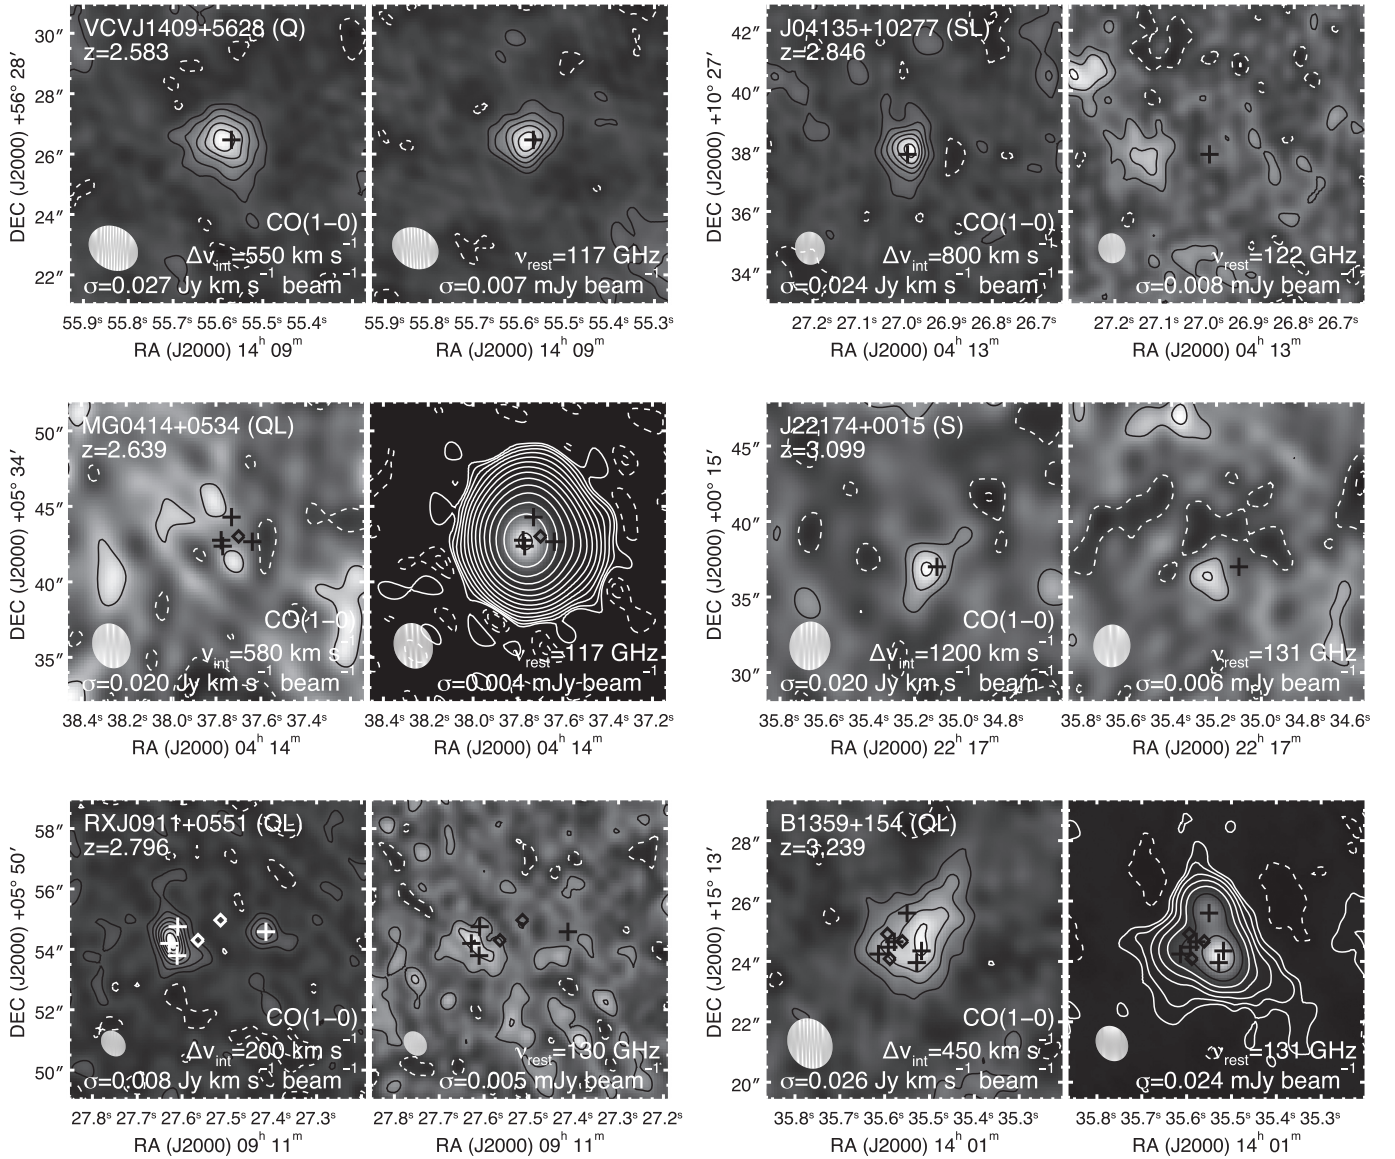 VCVJ1409+5628 (Q)
z=2.583
30″
28″
26″
24″
22″
DEC (J2000) +56° 28′
CO(1–0)
Δv_int=550 km s⁻¹
σ=0.027 Jy km s⁻¹ beam⁻¹
ν_rest=117 GHz
σ=0.007 mJy beam⁻¹
55.9ˢ 55.8ˢ 55.7ˢ 55.6ˢ 55.5ˢ 55.4ˢ
55.9ˢ 55.8ˢ 55.7ˢ 55.6ˢ 55.5ˢ 55.4ˢ 55.3ˢ
RA (J2000) 14ʰ 09ᵐ
RA (J2000) 14ʰ 09ᵐ
J04135+10277 (SL)
z=2.846
42″
40″
38″
36″
34″
DEC (J2000) +10° 27′
CO(1–0)
Δv_int=800 km s⁻¹
σ=0.024 Jy km s⁻¹ beam⁻¹
ν_rest=122 GHz
σ=0.008 mJy beam⁻¹
27.2ˢ 27.1ˢ 27.0ˢ 26.9ˢ 26.8ˢ 26.7ˢ
27.2ˢ 27.1ˢ 27.0ˢ 26.9ˢ 26.8ˢ 26.7ˢ
RA (J2000) 04ʰ 13ᵐ
RA (J2000) 04ʰ 13ᵐ
MG0414+0534 (QL)
z=2.639
50″
45″
40″
35″
DEC (J2000) +05° 34′
CO(1–0)
v_int=580 km s⁻¹
σ=0.020 Jy km s⁻¹ beam⁻¹
ν_rest=117 GHz
σ=0.004 mJy beam⁻¹
38.4ˢ 38.2ˢ 38.0ˢ 37.8ˢ 37.6ˢ 37.4ˢ
38.4ˢ 38.2ˢ 38.0ˢ 37.8ˢ 37.6ˢ 37.4ˢ 37.2ˢ
RA (J2000) 04ʰ 14ᵐ
RA (J2000) 04ʰ 14ᵐ
J22174+0015 (S)
z=3.099
45″
40″
35″
30″
DEC (J2000) +00° 15′
CO(1–0)
Δv_int=1200 km s⁻¹
σ=0.020 Jy km s⁻¹ beam⁻¹
ν_rest=131 GHz
σ=0.006 mJy beam⁻¹
35.8ˢ 35.6ˢ 35.4ˢ 35.2ˢ 35.0ˢ 34.8ˢ
35.8ˢ 35.6ˢ 35.4ˢ 35.2ˢ 35.0ˢ 34.8ˢ 34.6ˢ
RA (J2000) 22ʰ 17ᵐ
RA (J2000) 22ʰ 17ᵐ
RXJ0911+0551 (QL)
z=2.796
58″
56″
54″
52″
50″
DEC (J2000) +05° 50′
CO(1–0)
Δv_int=200 km s⁻¹
σ=0.008 Jy km s⁻¹ beam⁻¹
ν_rest=130 GHz
σ=0.005 mJy beam⁻¹
27.8ˢ 27.7ˢ 27.6ˢ 27.5ˢ 27.4ˢ 27.3ˢ
27.8ˢ 27.7ˢ 27.6ˢ 27.5ˢ 27.4ˢ 27.3ˢ 27.2ˢ
RA (J2000) 09ʰ 11ᵐ
RA (J2000) 09ʰ 11ᵐ
B1359+154 (QL)
z=3.239
28″
26″
24″
22″
20″
DEC (J2000) +15° 13′
CO(1–0)
Δv_int=450 km s⁻¹
σ=0.026 Jy km s⁻¹ beam⁻¹
ν_rest=131 GHz
σ=0.024 mJy beam⁻¹
35.8ˢ 35.7ˢ 35.6ˢ 35.5ˢ 35.4ˢ 35.3ˢ
35.8ˢ 35.7ˢ 35.6ˢ 35.5ˢ 35.4ˢ 35.3ˢ
RA (J2000) 14ʰ 01ᵐ
RA (J2000) 14ʰ 01ᵐ